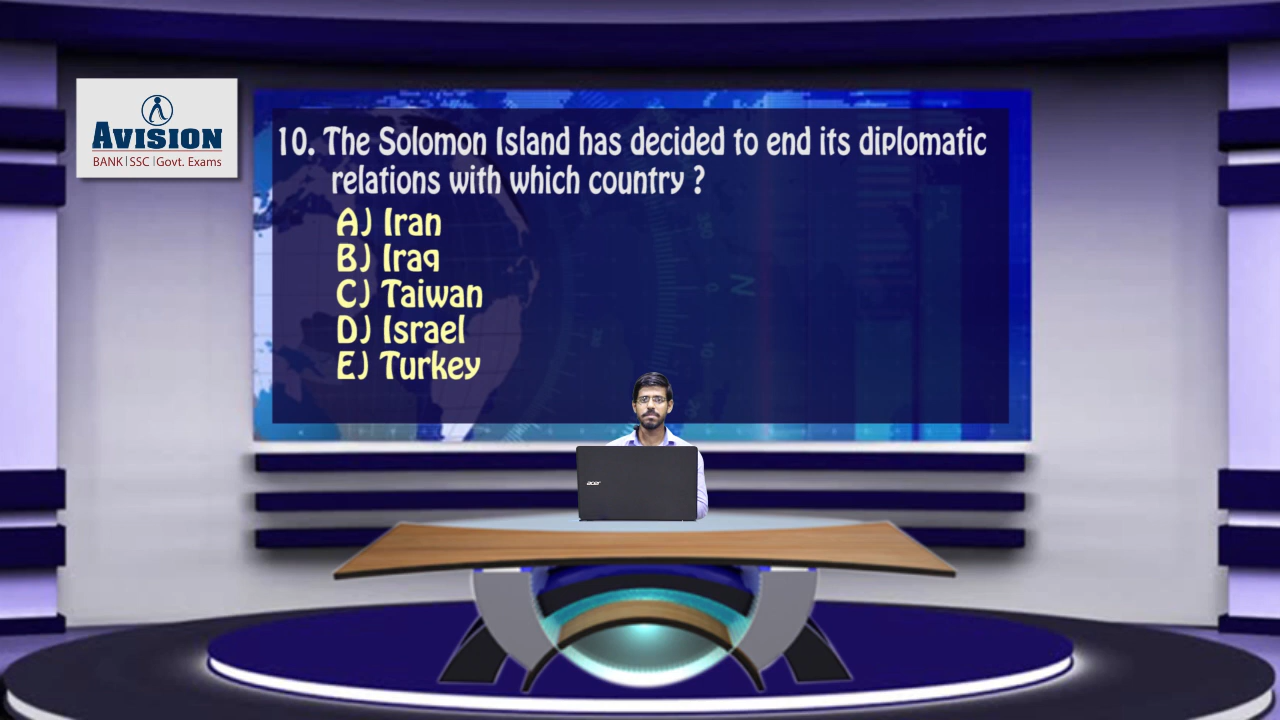 AVISION
BANK|SSC|Govt. Exams
10. The Solomon Island has decided to end its diplomatic
relations with which country ?
A) Iran
B) Iraq
C) Taiwan
D) Israel
E) Turkey
acer